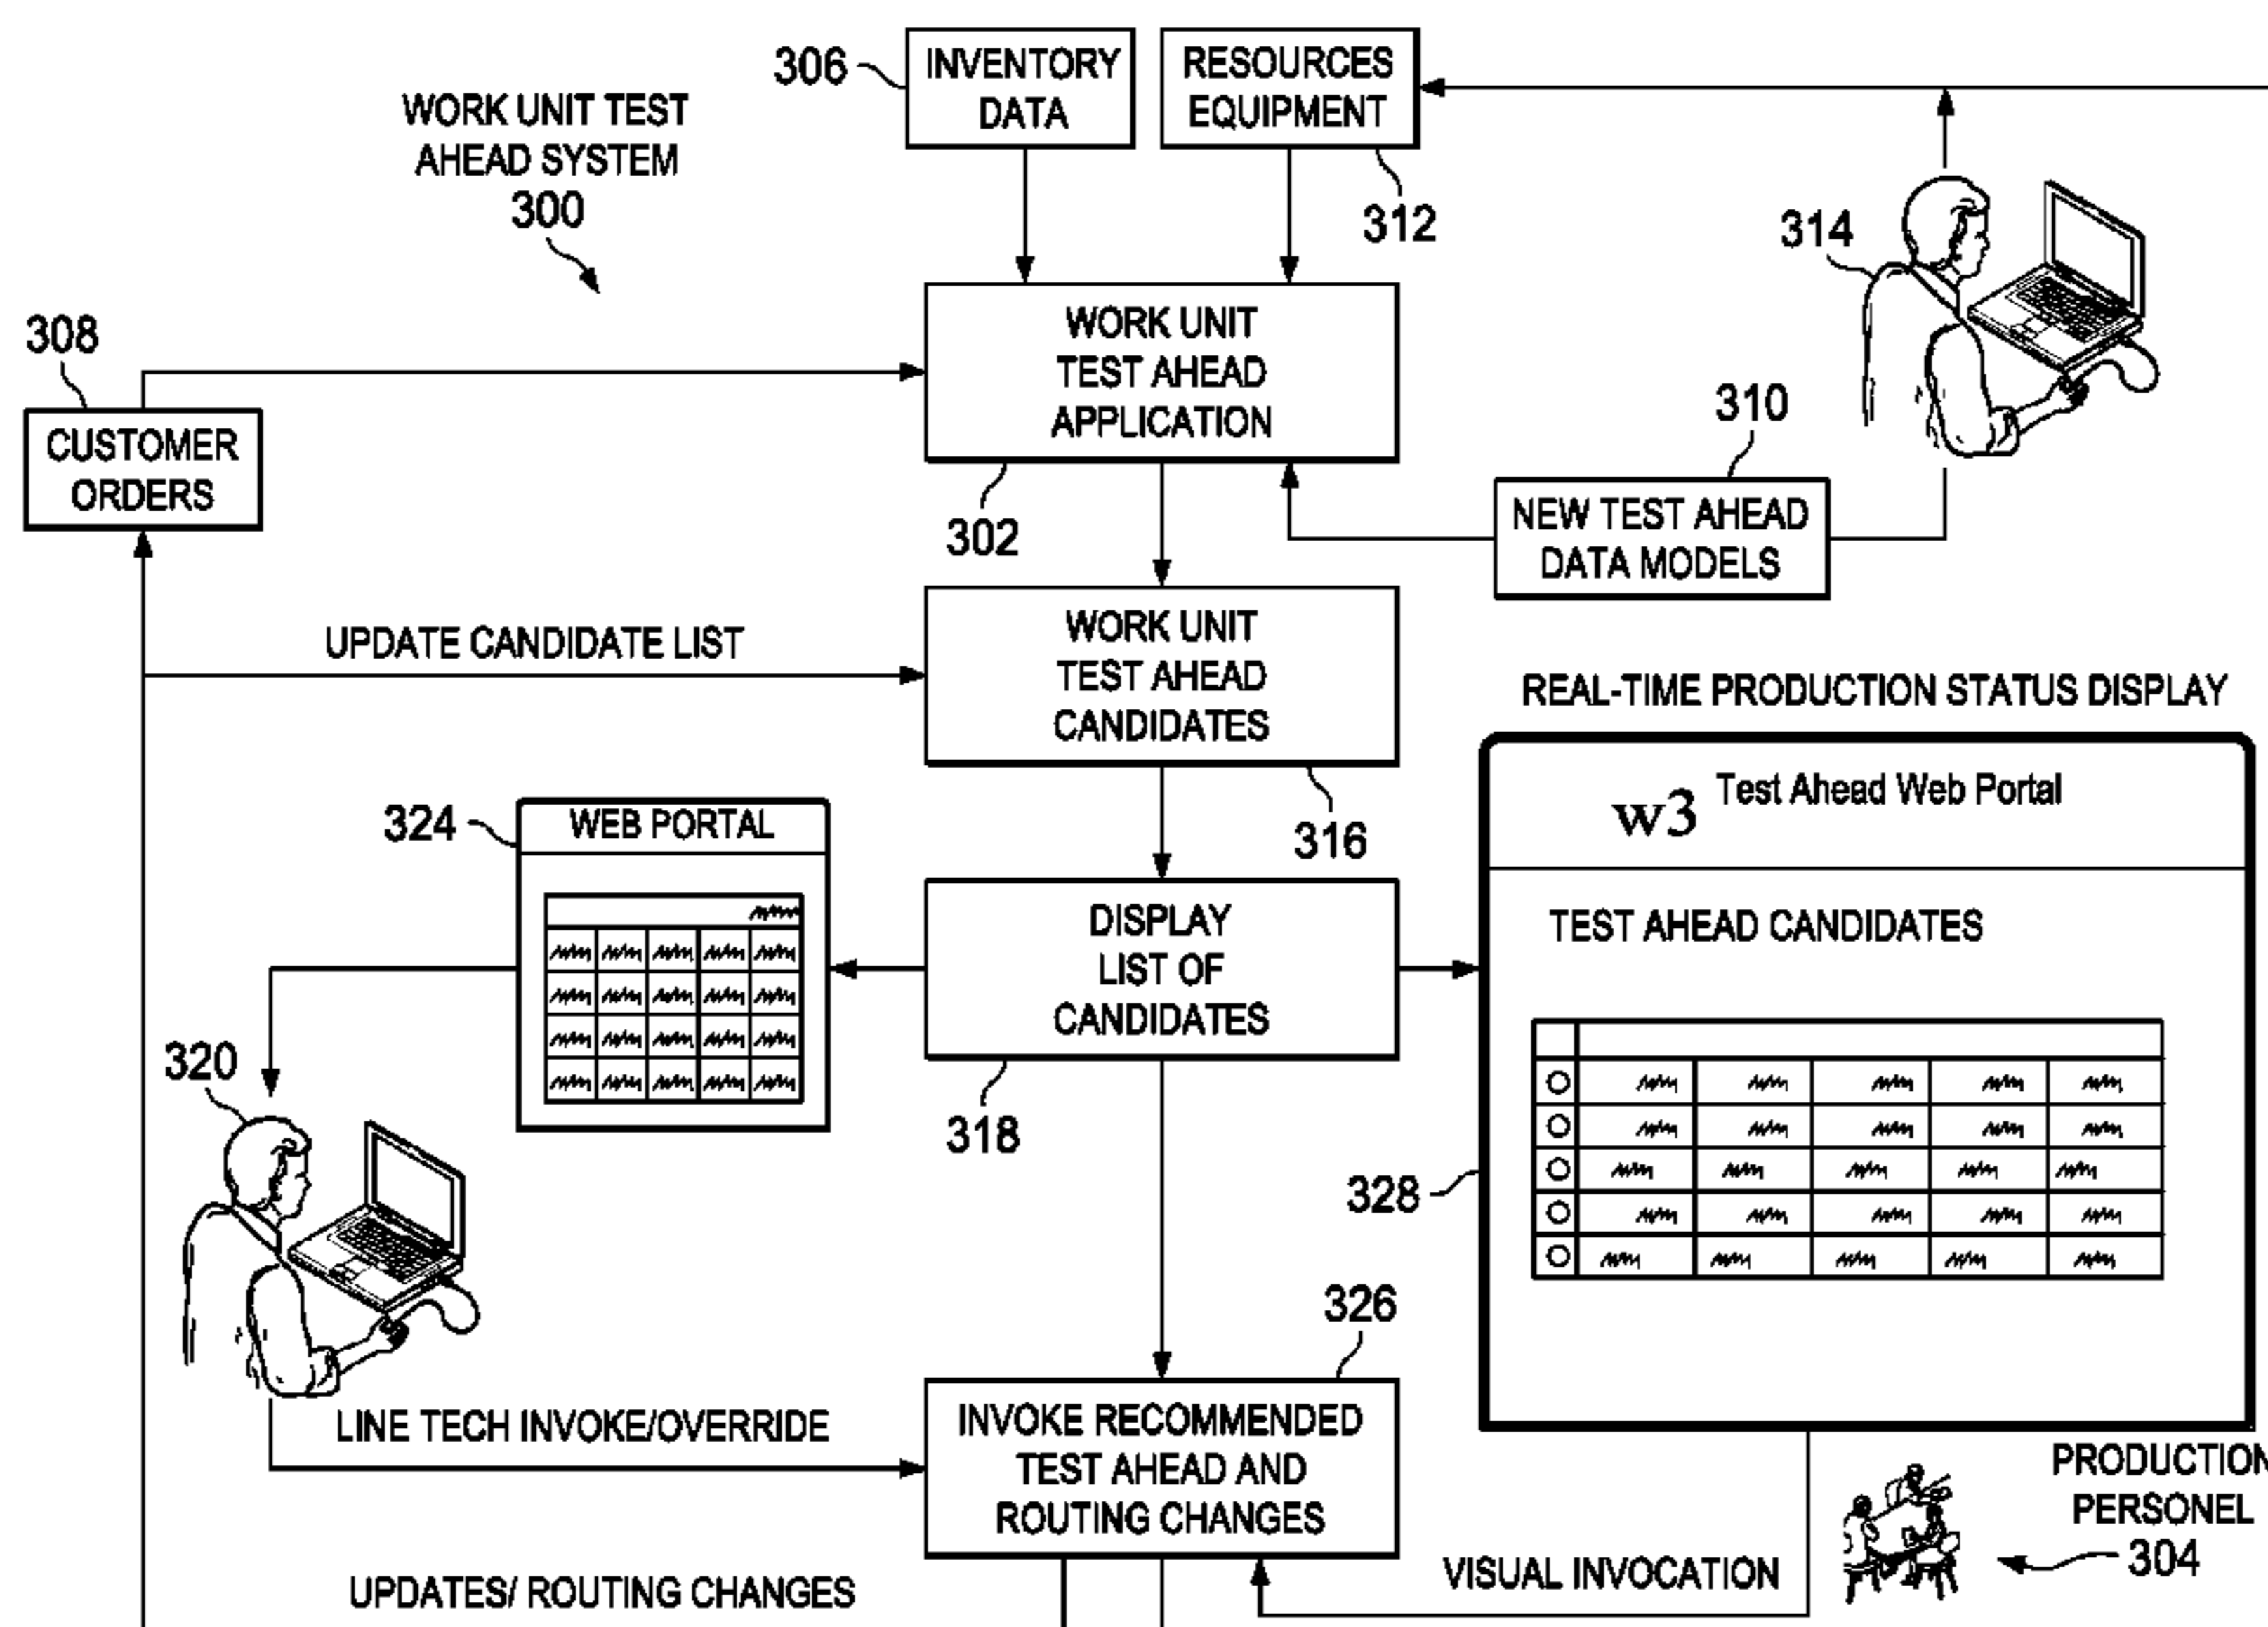 306
INVENTORY
DATA
RESOURCES
EQUIPMENT
312
WORK UNIT TEST
AHEAD SYSTEM
300
314
308
CUSTOMER
ORDERS
WORK UNIT
TEST AHEAD
APPLICATION
302
310
NEW TEST AHEAD
DATA MODELS
UPDATE CANDIDATE LIST
WORK UNIT
TEST AHEAD
CANDIDATES
316
REAL-TIME PRODUCTION STATUS DISPLAY
w3 Test Ahead Web Portal
TEST AHEAD CANDIDATES
328
324
WEB PORTAL
DISPLAY
LIST OF
CANDIDATES
318
320
326
LINE TECH INVOKE/OVERRIDE
INVOKE RECOMMENDED
TEST AHEAD AND
ROUTING CHANGES
PRODUCTION
PERSONEL
304
VISUAL INVOCATION
UPDATES/ ROUTING CHANGES